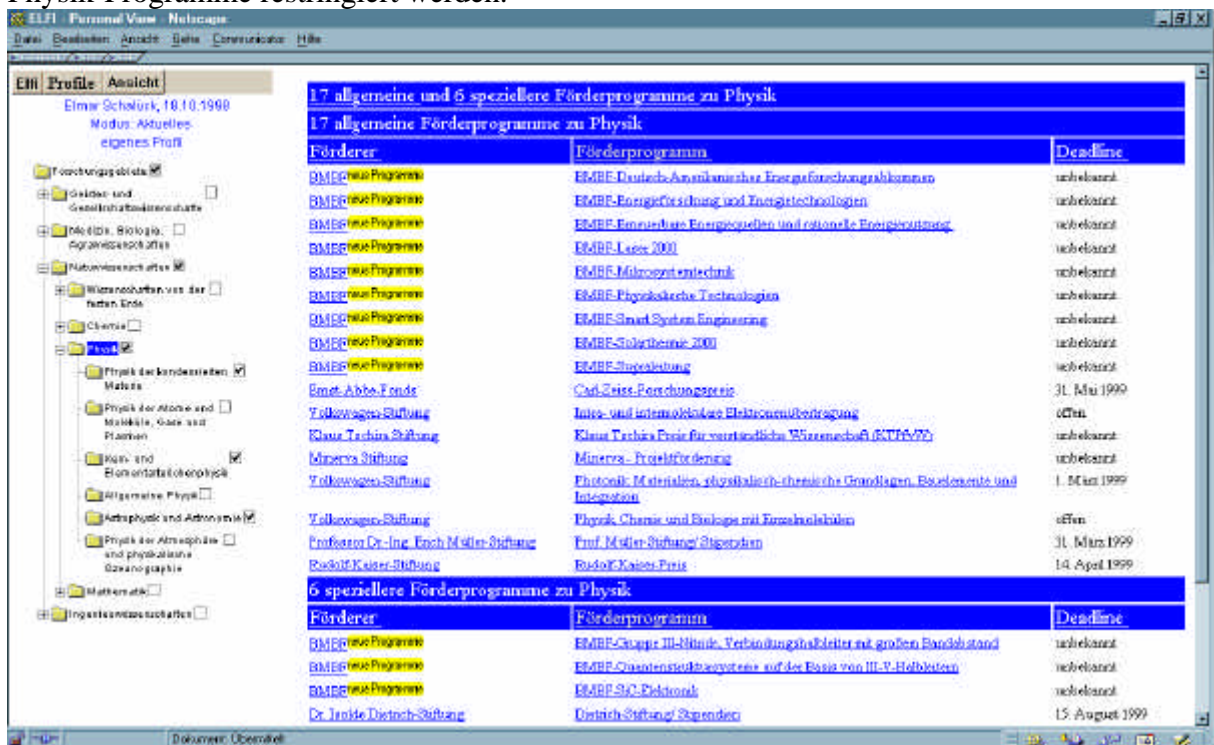 Physik-Programme restringiert werden.
ELFI - Personal View - Netscape
Datei Bearbeiten Ansicht Gehe Communicator Hilfe
Elfi Profile Ansicht
Elmar Schalück, 18.10.1998
Modus: Aktuelles
eigenes Profil
Forschungsgebiete
Geistes- und
Gesellschaftswissenschafte
Medizin, Biologie,
Agrarwissenschaften
Naturwissenschaften
Wissenschaften von der
festen Erde
Chemie
Physik
Physik der kondensierten
Materie
Physik der Atome und
Moleküle, Gase und
Plasmen
Kern- und
Elementarteilchenphysik
Allgemeine Physik
Astrophysik und Astronomie
Physik der Atmosphäre
und physikalische
Ozeanographie
Mathematik
Ingenieurwissenschaften
17 allgemeine und 6 speziellere Förderprogramme zu Physik
17 allgemeine Förderprogramme zu Physik
Förderer Förderprogramm Deadline
BMBF neue Programme BMBF-Deutsch-Amerikanisches Energieforschungsabkommen unbekannt
BMBF neue Programme BMBF-Energieforschung und Energietechnologien unbekannt
BMBF neue Programme BMBF-Erneuerbare Energiequellen und rationelle Energienutzung unbekannt
BMBF neue Programme BMBF-Laser 2000 unbekannt
BMBF neue Programme BMBF-Mikrosystemtechnik unbekannt
BMBF neue Programme BMBF-Physikalische Technologien unbekannt
BMBF neue Programme BMBF-Smart System Engineering unbekannt
BMBF neue Programme BMBF-Solarthermie 2000 unbekannt
BMBF neue Programme BMBF-Supraleitung unbekannt
Ernst-Abbe-Fonds Carl-Zeiss-Forschungspreis 31. Mai 1999
Volkswagen-Stiftung Intra- und intermolekulare Elektronenübertragung offen
Klaus Tschira Stiftung Klaus Tschira Preis für verständliche Wissenschaft (KTPfvW) unbekannt
Minerva Stiftung Minerva - Projektförderung unbekannt
Volkswagen-Stiftung Photonik: Materialien, physikalisch-chemische Grundlagen, Bauelemente und 1. März 1999
Integration
Volkswagen-Stiftung Physik, Chemie und Biologie mit Einzelmolekülen offen
Professor Dr.-Ing. Erich Müller-Stiftung Prof. Müller-Stiftung/ Stipendien 31. März 1999
Rudolf-Kaiser-Stiftung Rudolf-Kaiser-Preis 14. April 1999
6 speziellere Förderprogramme zu Physik
Förderer Förderprogramm Deadline
BMBF neue Programme BMBF-Gruppe III-Nitride, Verbindungshalbleiter mit großem Bandabstand unbekannt
BMBF neue Programme BMBF-Quantenstruktursysteme auf der Basis von III-V-Halbleitern unbekannt
BMBF neue Programme BMBF-SiC-Elektronik unbekannt
Dr. Isolde Dietrich-Stiftung Dietrich-Stiftung/ Stipendien 15. August 1999
Dokument: Übermittelt